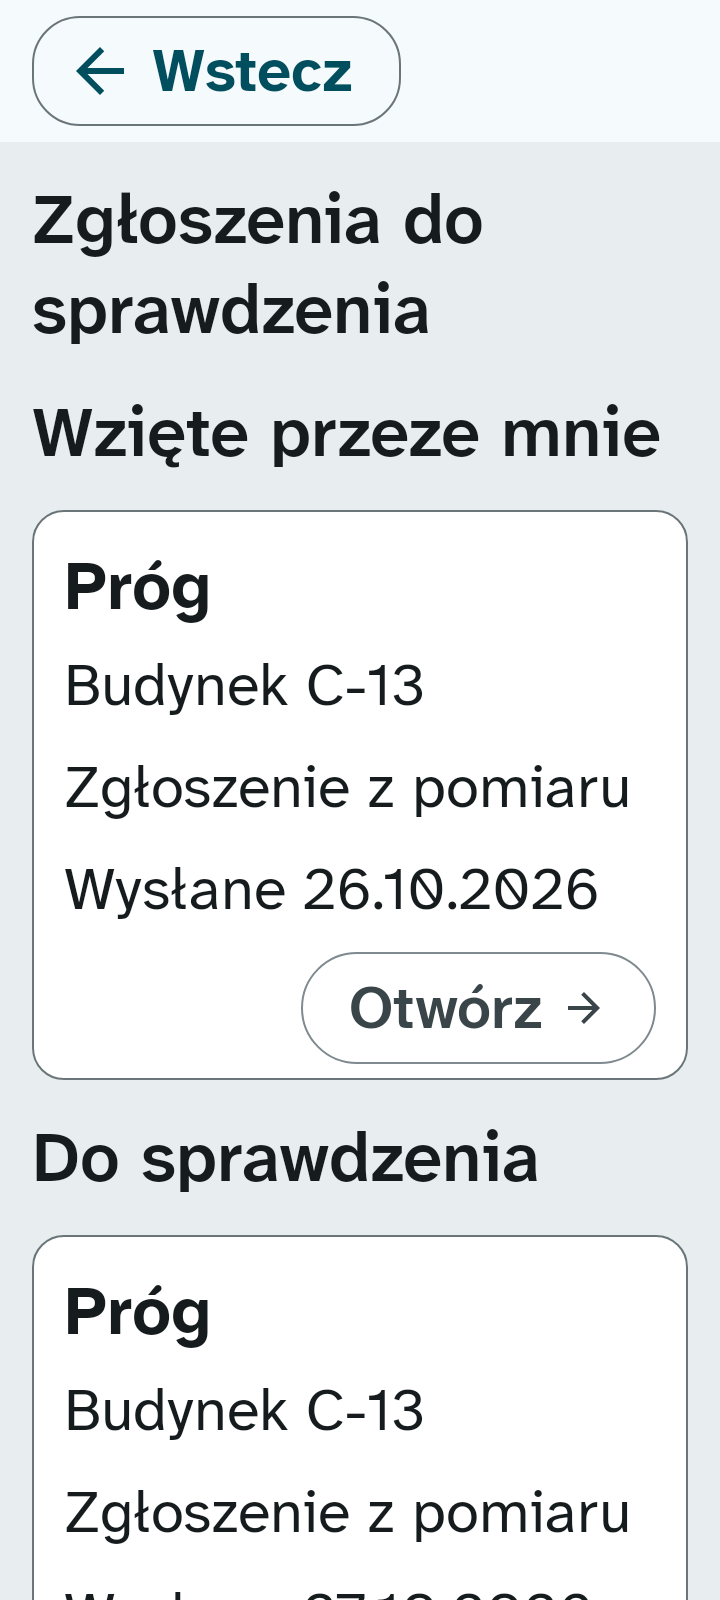 Wstecz
Zgłoszenia do
sprawdzenia
Wzięte przeze mnie
Próg
Budynek C-13
Zgłoszenie z pomiaru
Wysłane 26.10.2026
Otwórz
Do sprawdzenia
Próg
Budynek C-13
Zgłoszenie z pomiaru